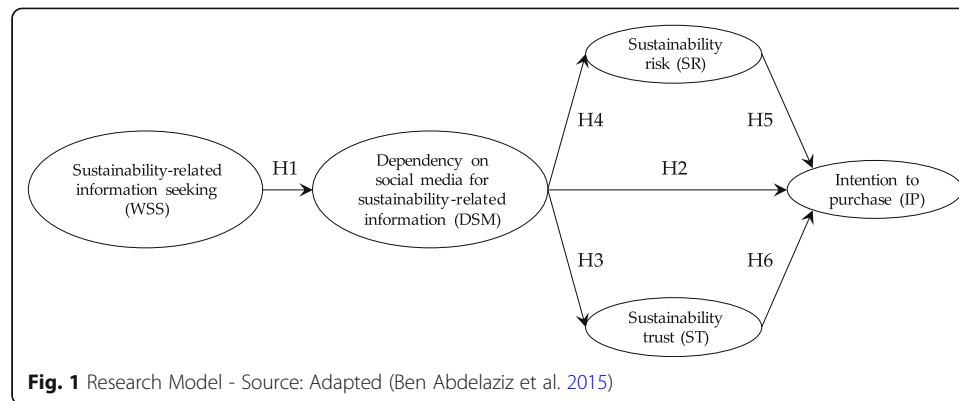 Sustainability
risk (SR)
H4
H5
Sustainability-related
information seeking
(WSS)
H1
Dependency on
social media for
sustainability-related
information (DSM)
H2
Intention to
purchase (IP)
H3
H6
Sustainability
trust (ST)
Fig. 1 Research Model - Source: Adapted (Ben Abdelaziz et al. 2015)